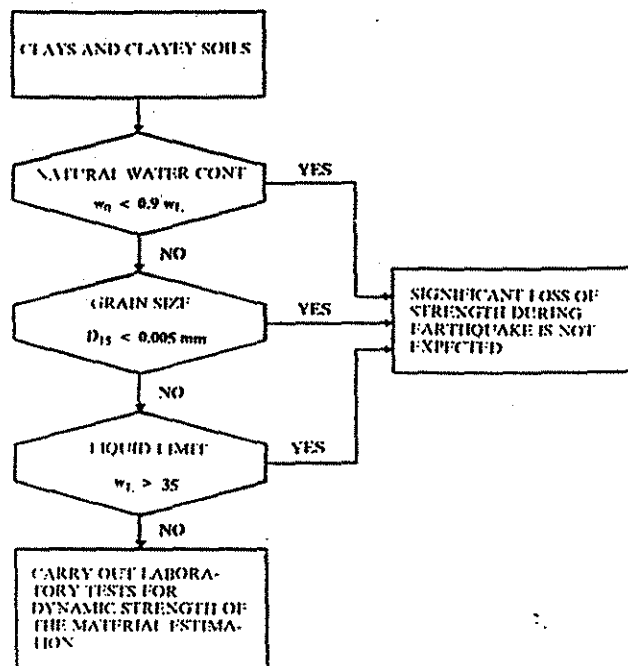 CLAYS AND CLAYEY SOILS
NATURAL WATER CONT
wn < 0.9 wL
YES
NO
GRAIN SIZE
D15 < 0.005 mm
YES
SIGNIFICANT LOSS OF
STRENGTH DURING
EARTHQUAKE IS NOT
EXPECTED
NO
LIQUID LIMIT
wL > 35
YES
NO
CARRY OUT LABORA-
TORY TESTS FOR
DYNAMIC STRENGTH OF
THE MATERIAL ESTIMA-
TION